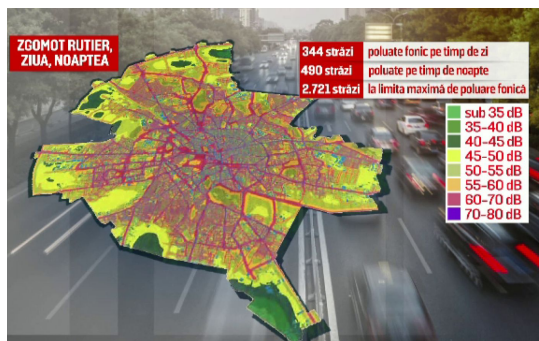 ZGOMOT RUTIER,
ZIUA, NOAPTEA
344 străzi poluate fonic pe timp de zi
490 străzi poluate pe timp de noapte
2.721 străzi la limita maximă de poluare fonică
sub 35 dB
35-40 dB
40-45 dB
45-50 dB
50-55 dB
55-60 dB
60-70 dB
70-80 dB